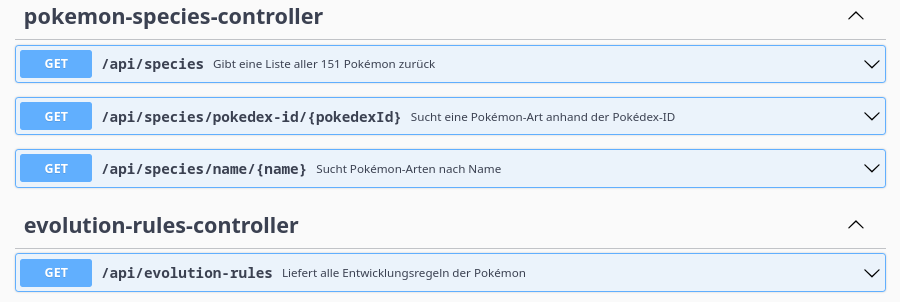 pokemon-species-controller
GET /api/species Gibt eine Liste aller 151 Pokémon zurück
GET /api/species/pokedex-id/{pokedexId} Sucht eine Pokémon-Art anhand der Pokédex-ID
GET /api/species/name/{name} Sucht Pokémon-Arten nach Name
evolution-rules-controller
GET /api/evolution-rules Liefert alle Entwicklungsregeln der Pokémon